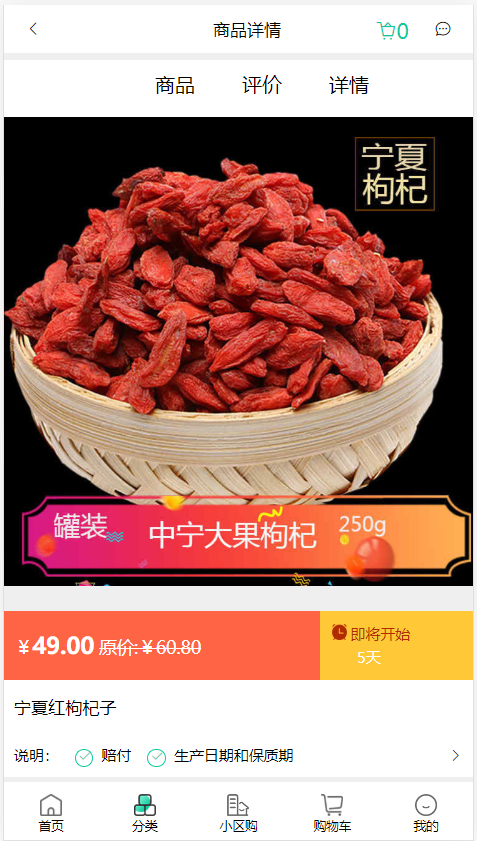 商品详情
0
商品 评价 详情
宁夏
枸杞
罐装 中宁大果枸杞 250g
￥49.00 原价:￥60.80
即将开始
5天
宁夏红枸杞子
说明: 赔付 生产日期和保质期
首页 分类 小区购 购物车 我的